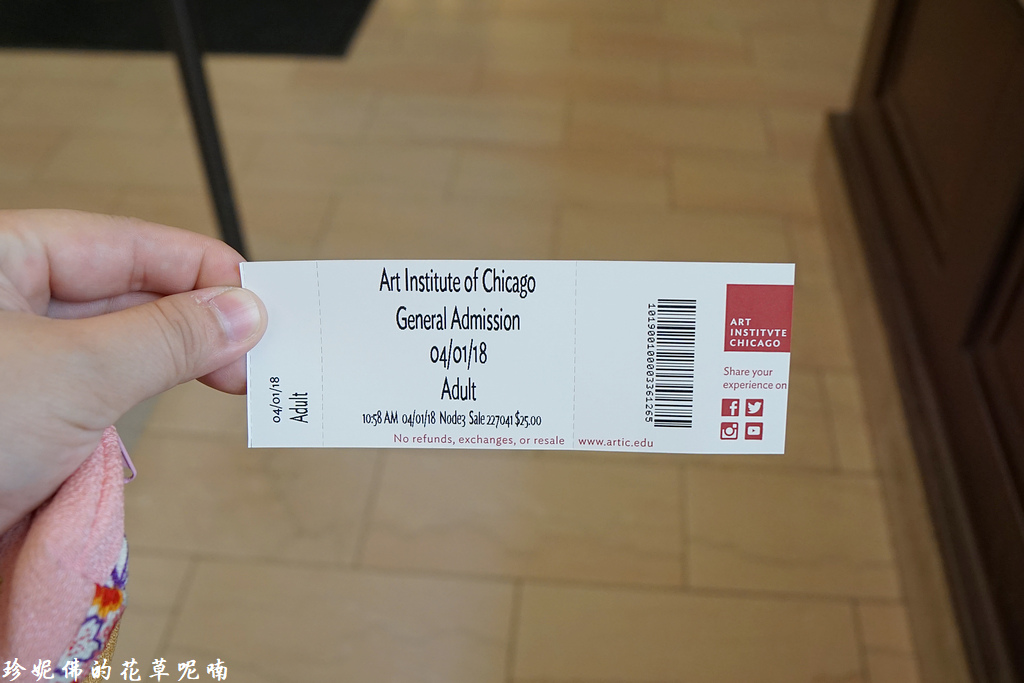 04/01/18
Adult
Art Institute of Chicago
General Admission
04/01/18
Adult
10:58 AM 04/01/18 Node3 Sale 227041 $25.00
No refunds, exchanges, or resale
www.artic.edu
1019001000003361265
ART
INSTITVTE
CHICAGO
Share your
experience on
珍妮佛的花草呢喃